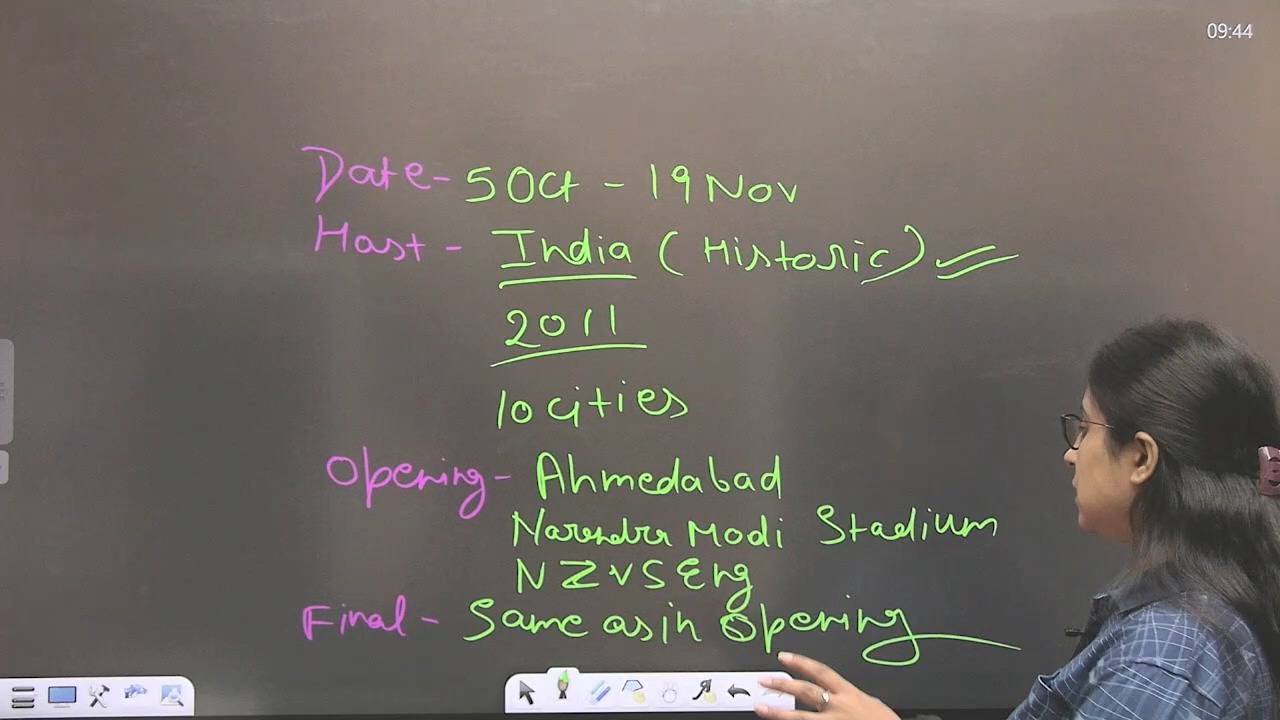 09:44
Date - 5 Oct - 19 Nov
Host - India (Historic)
2011
10 cities
Opening - Ahmedabad
Narendra Modi Stadium
NZ VS Eng
Final - Same as in Opening